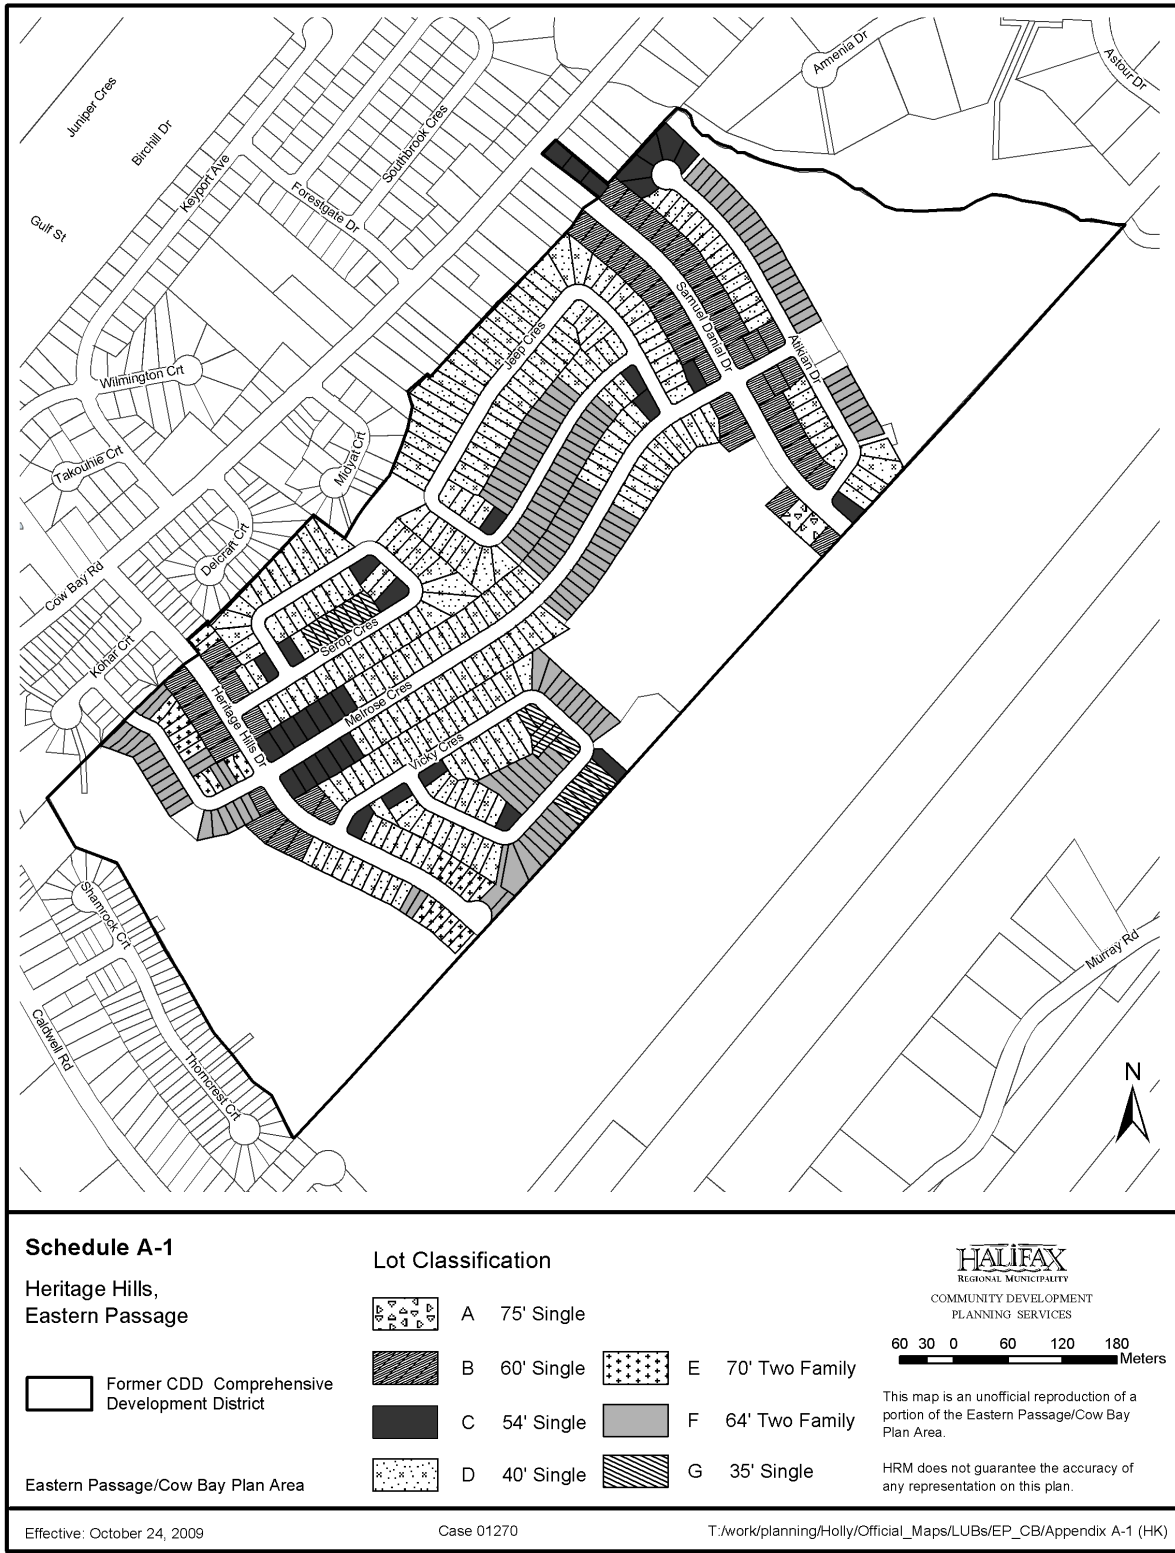 Juniper Cres
Birchill Dr
Gulf St
Keyport Ave
Southbrook Cres
Forestgate Dr
Armenia Dr
Astour Dr
Wilmington Crt
Takouhie Crt
Midyat Crt
Delcraft Crt
Cow Bay Rd
Kohar Crt
Jeep Cres
Samuel Danial Dr
Atikian Dr
Serop Cres
Heritage Hills Dr
Melrose Cres
Vicky Cres
Shamrock Crt
Caldwell Rd
Thorncrest Crt
Murray Rd
N
Schedule A-1
Heritage Hills,
Eastern Passage
Former CDD Comprehensive
Development District
Eastern Passage/Cow Bay Plan Area
Lot Classification
A 75' Single
B 60' Single
C 54' Single
D 40' Single
E 70' Two Family
F 64' Two Family
G 35' Single
HALIFAX
REGIONAL MUNICIPALITY
COMMUNITY DEVELOPMENT
PLANNING SERVICES
60 30 0 60 120 180
Meters
This map is an unofficial reproduction of a
portion of the Eastern Passage/Cow Bay
Plan Area.
HRM does not guarantee the accuracy of
any representation on this plan.
Effective: October 24, 2009
Case 01270
T:/work/planning/Holly/Official_Maps/LUBs/EP_CB/Appendix A-1 (HK)